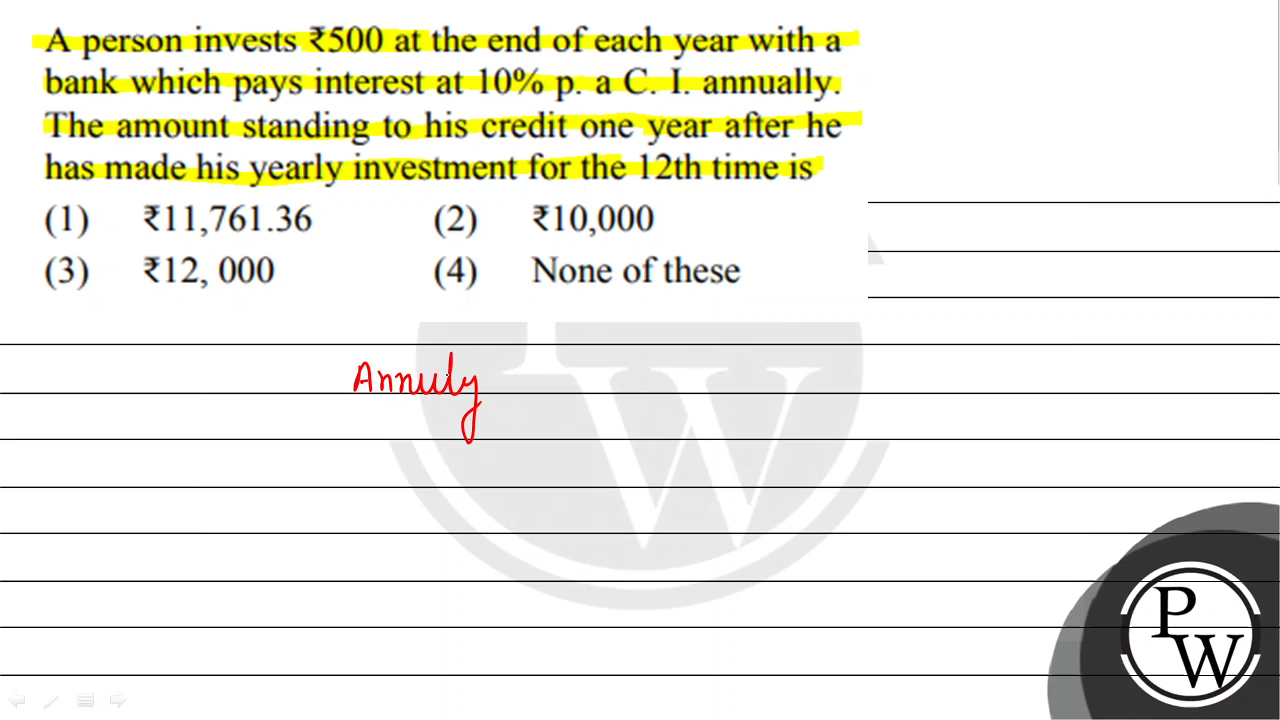 A person invests ₹500 at the end of each year with a
bank which pays interest at 10% p. a C. I. annually.
The amount standing to his credit one year after he
has made his yearly investment for the 12th time is
(1) ₹11,761.36 (2) ₹10,000
(3) ₹12, 000 (4) None of these
Annuly
PW